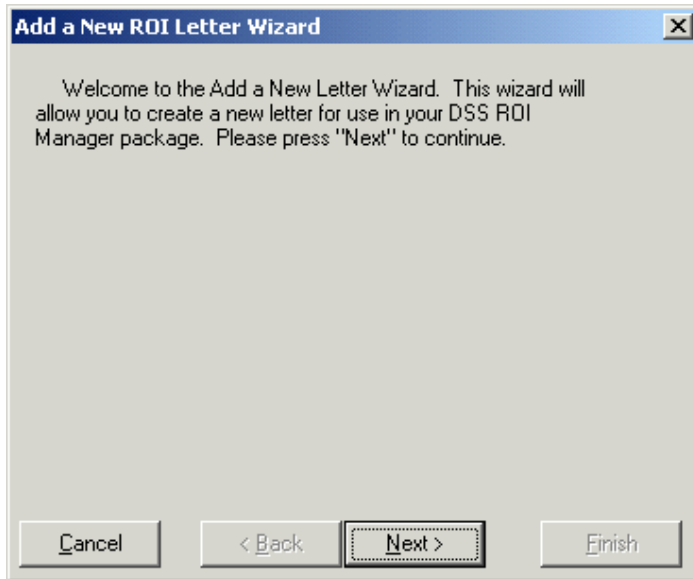 Add a New ROI Letter Wizard
Welcome to the Add a New Letter Wizard.  This wizard will
allow you to create a new letter for use in your DSS ROI
Manager package.  Please press "Next" to continue.
Cancel
< Back
Next >
Finish